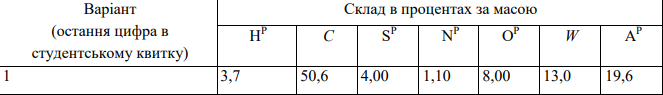 Варіант
(остання цифра в
студентському квитку)
Склад в процентах за масою
Hᴾ C Sᴾ Nᴾ Oᴾ W Aᴾ
1 3,7 50,6 4,00 1,10 8,00 13,0 19,6